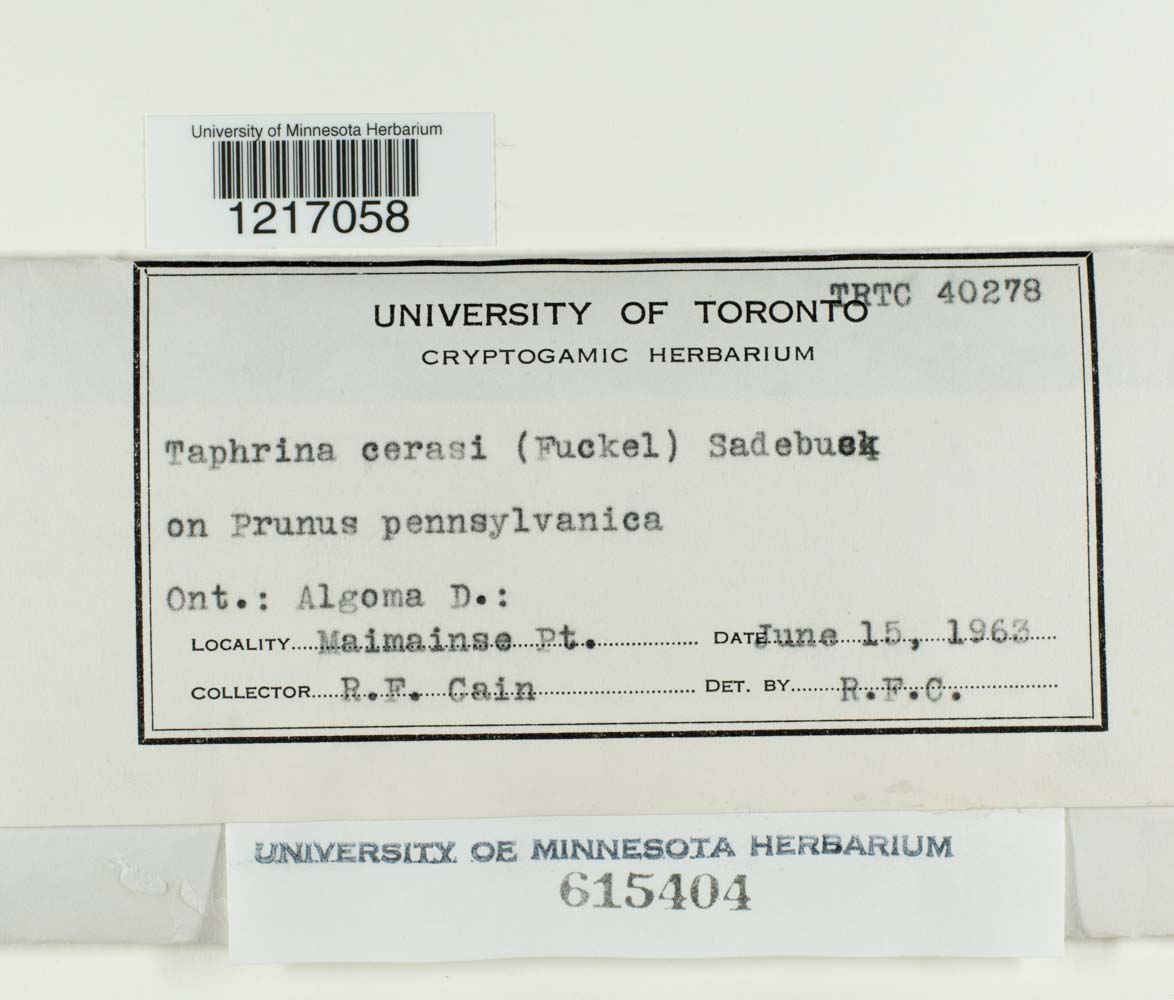 University of Minnesota Herbarium
1217058
TRTC 40278
UNIVERSITY OF TORONTO
CRYPTOGAMIC HERBARIUM
Taphrina cerasi (Fuckel) Sadebuck
on Prunus pennsylvanica
Ont.: Algoma D.:
LOCALITY Maimainse Pt. DATE June 15, 1963
COLLECTOR R.F. Cain DET. BY R.F.C.
UNIVERSITY OF MINNESOTA HERBARIUM
615404